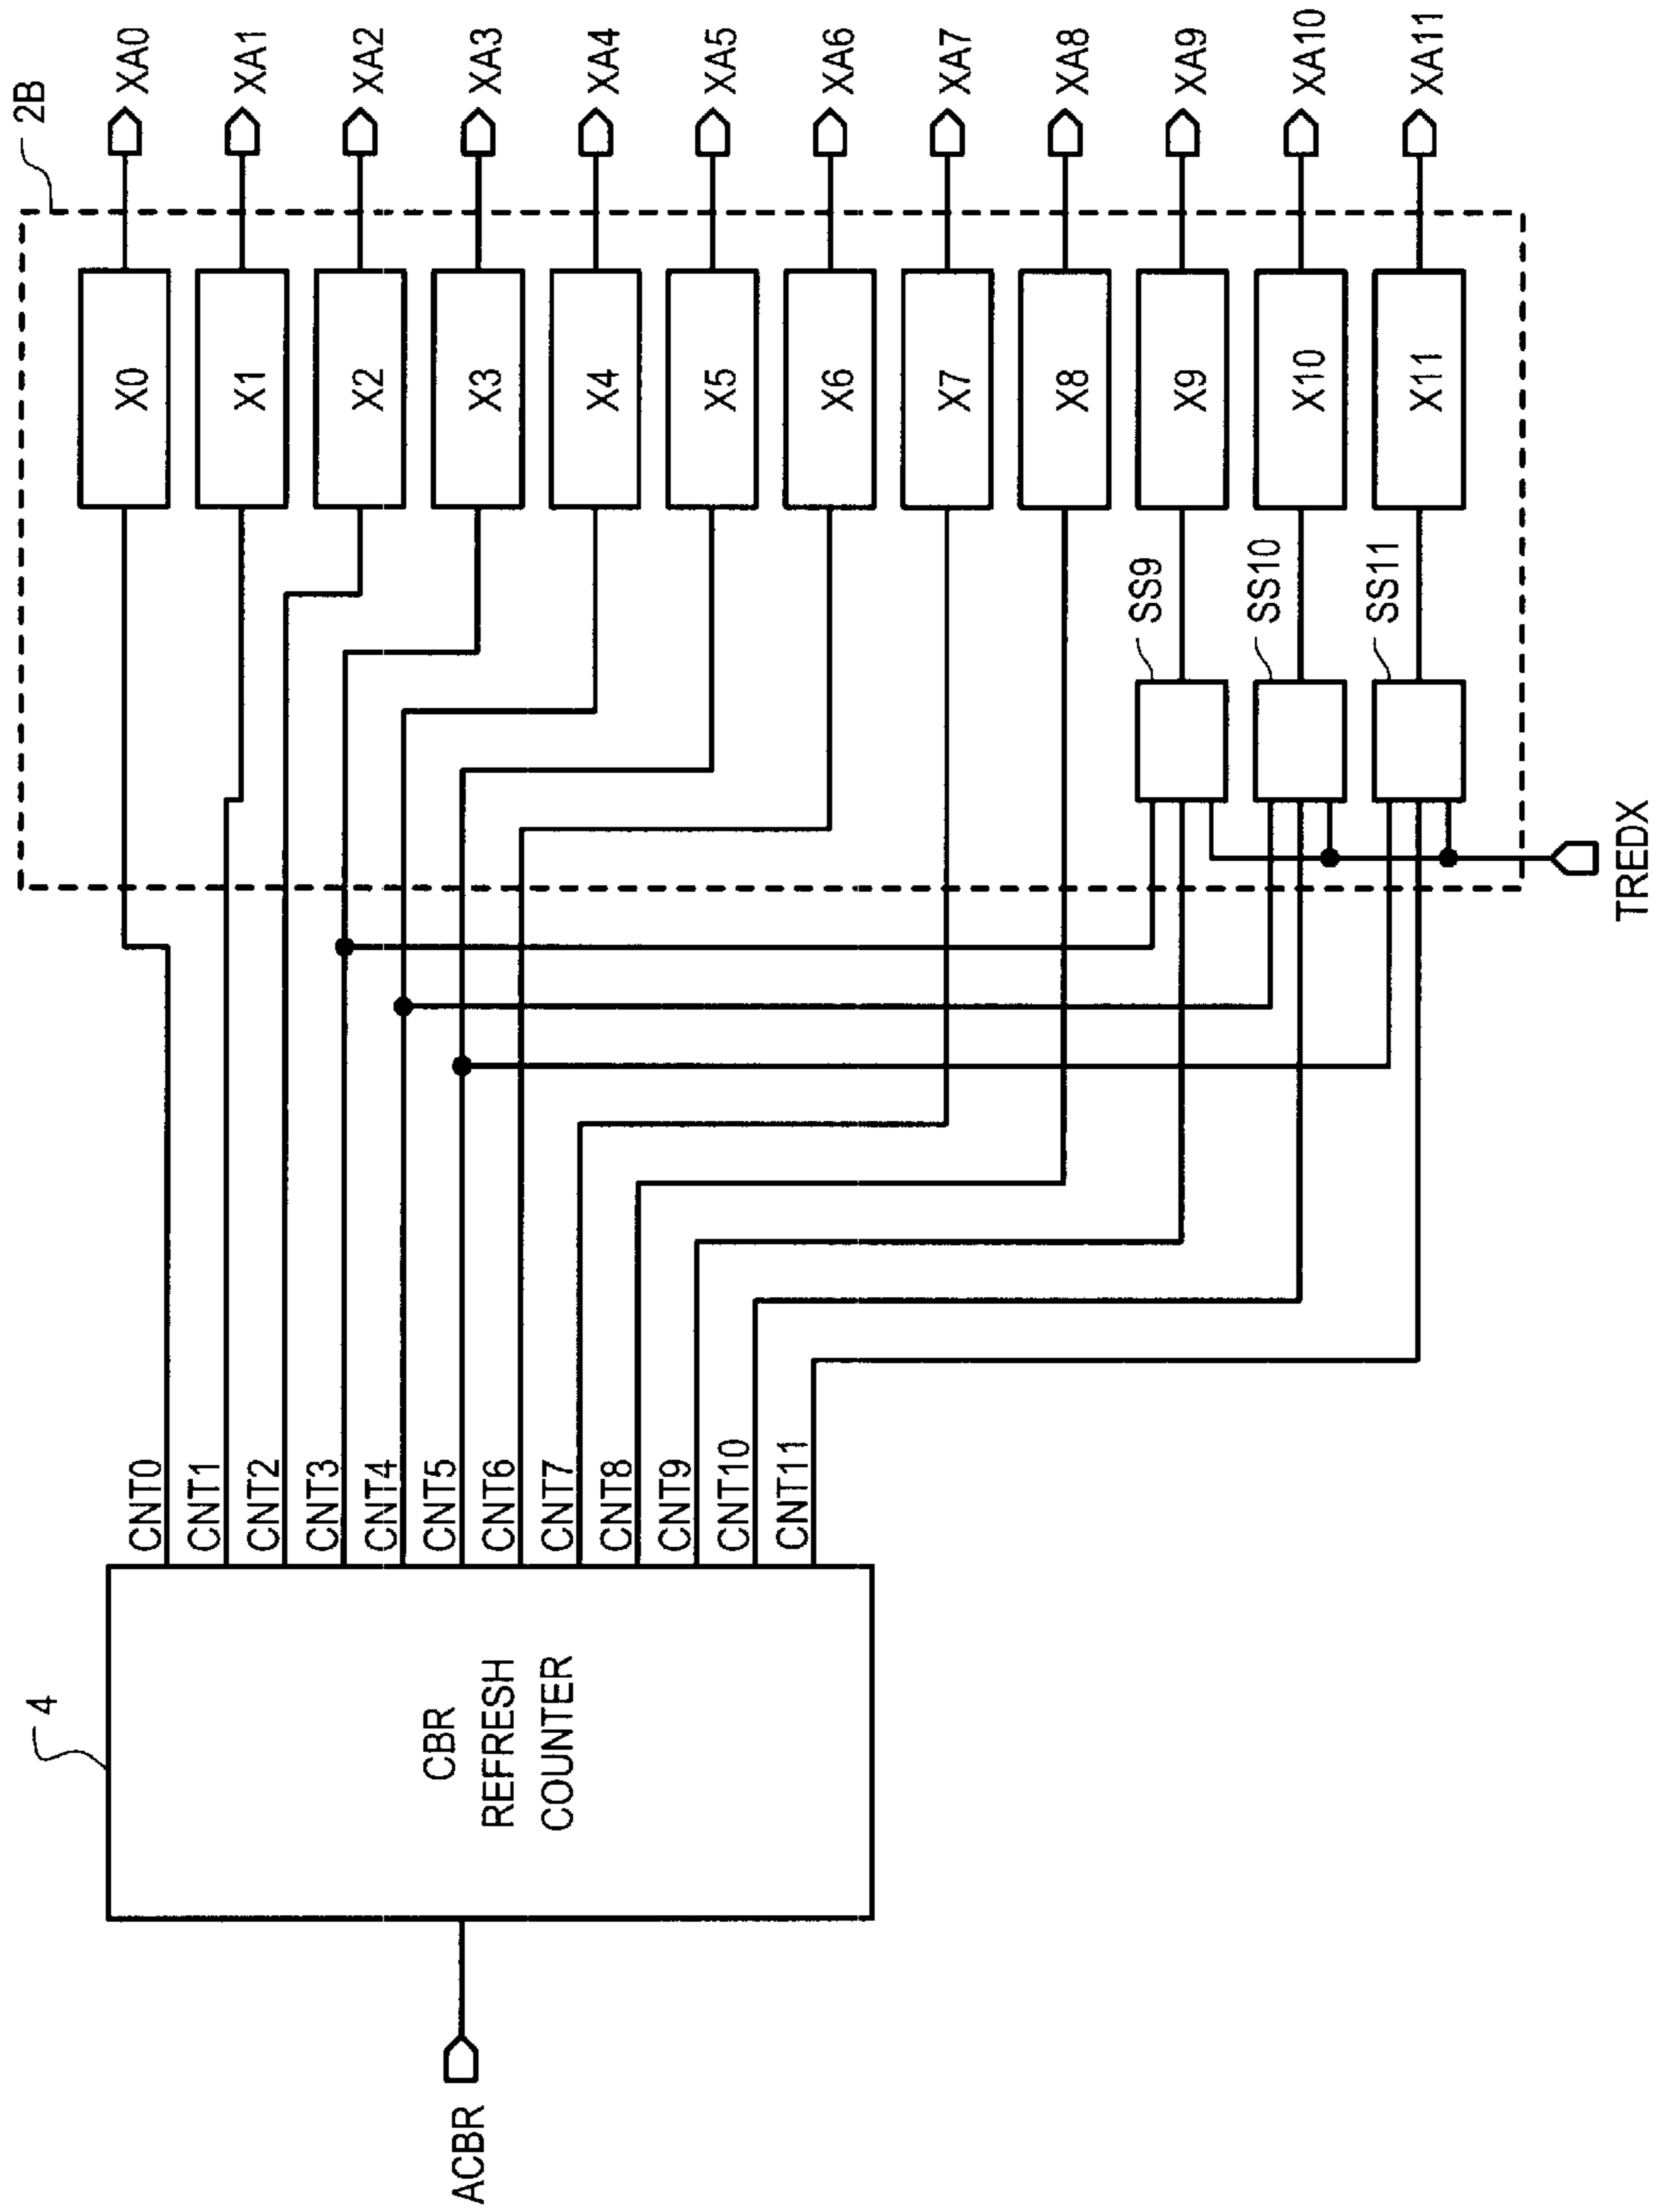 ACBR
4
CBR
REFRESH
COUNTER
CNT0
CNT1
CNT2
CNT3
CNT4
CNT5
CNT6
CNT7
CNT8
CNT9
CNT10
CNT11
2B
X0
X1
X2
X3
X4
X5
X6
X7
X8
X9
X10
X11
SS9
SS10
SS11
TREDX
XA0
XA1
XA2
XA3
XA4
XA5
XA6
XA7
XA8
XA9
XA10
XA11